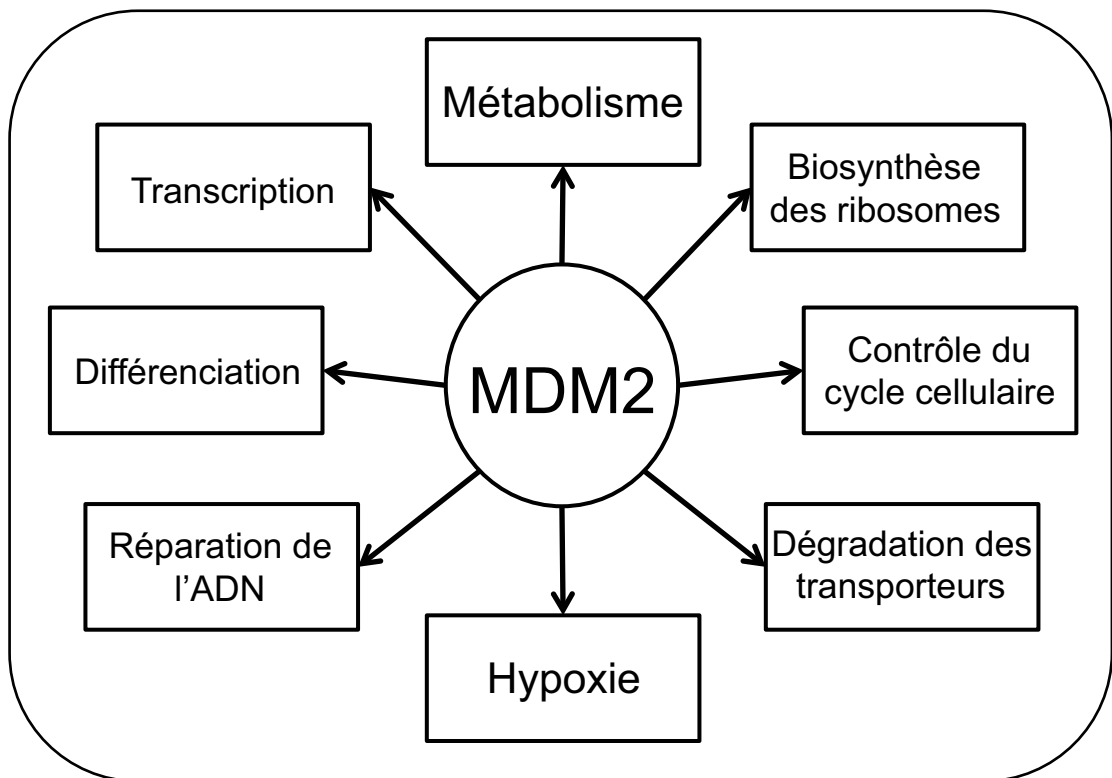 Métabolisme
Transcription
Biosynthèse
des ribosomes
Différenciation
MDM2
Contrôle du
cycle cellulaire
Réparation de
l’ADN
Dégradation des
transporteurs
Hypoxie